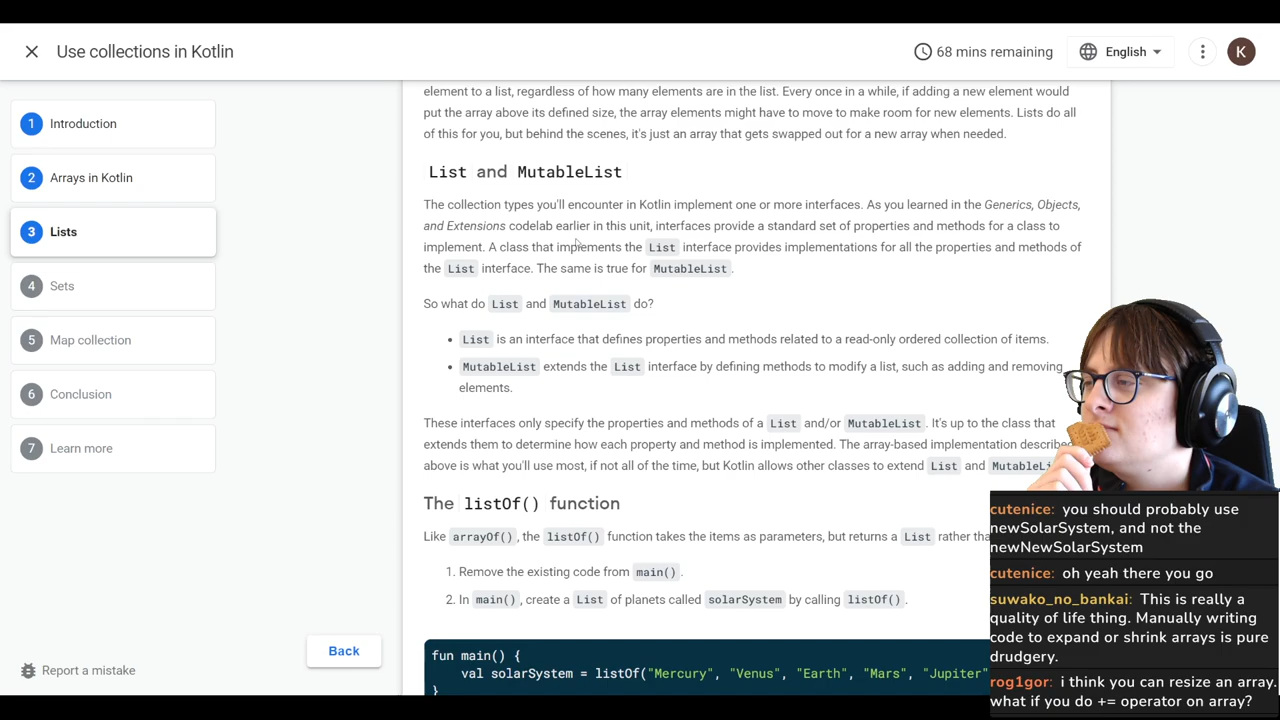 Use collections in Kotlin
68 mins remaining
English
K
1 Introduction
2 Arrays in Kotlin
3 Lists
4 Sets
5 Map collection
6 Conclusion
7 Learn more
Report a mistake
Back
element to a list, regardless of how many elements are in the list. Every once in a while, if adding a new element would
put the array above its defined size, the array elements might have to move to make room for new elements. Lists do all
of this for you, but behind the scenes, it's just an array that gets swapped out for a new array when needed.
List and MutableList
The collection types you'll encounter in Kotlin implement one or more interfaces. As you learned in the Generics, Objects,
and Extensions codelab earlier in this unit, interfaces provide a standard set of properties and methods for a class to
implement. A class that implements the List interface provides implementations for all the properties and methods of
the List interface. The same is true for MutableList.
So what do List and MutableList do?
• List is an interface that defines properties and methods related to a read-only ordered collection of items.
• MutableList extends the List interface by defining methods to modify a list, such as adding and removing
elements.
These interfaces only specify the properties and methods of a List and/or MutableList. It's up to the class that
extends them to determine how each property and method is implemented. The array-based implementation describe
above is what you'll use most, if not all of the time, but Kotlin allows other classes to extend List and MutableLi
The listOf() function
Like arrayOf(), the listOf() function takes the items as parameters, but returns a List rather tha
1. Remove the existing code from main().
2. In main(), create a List of planets called solarSystem by calling listOf().
fun main() {
val solarSystem = listOf("Mercury", "Venus", "Earth", "Mars", "Jupiter"
}
cutenice: you should probably use
newSolarSystem, and not the
newNewSolarSystem
cutenice: oh yeah there you go
suwako_no_bankai: This is really a
quality of life thing. Manually writing
code to expand or shrink arrays is pure
drudgery.
rog1gor: i think you can resize an array.
what if you do += operator on array?